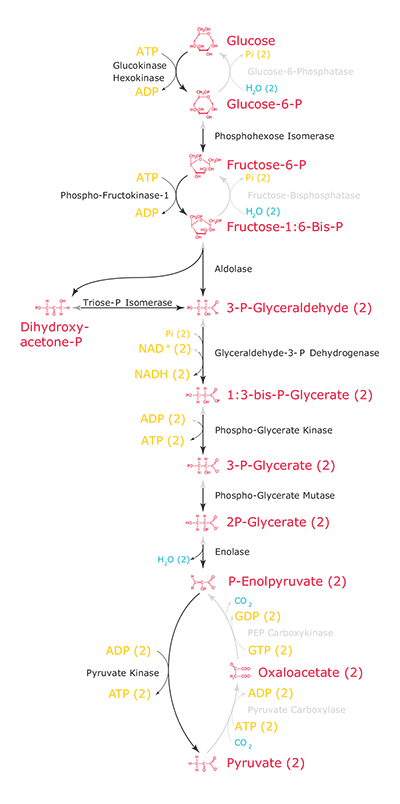 Glucose
ATP
Pi (2)
Glucokinase
Hexokinase
Glucose-6-Phosphatase
ADP
H₂O (2)
Glucose-6-P
Phosphohexose Isomerase
Fructose-6-P
ATP
Pi (2)
Phospho-Fructokinase-1
Fructose-Bisphosphatase
ADP
H₂O (2)
Fructose-1:6-Bis-P
Aldolase
Triose-P Isomerase
3-P-Glyceraldehyde (2)
Dihydroxy-
acetone-P
Pi (2)
NAD⁺ (2)
Glyceraldehyde-3-P Dehydrogenase
NADH (2)
1:3-bis-P-Glycerate (2)
ADP (2)
Phospho-Glycerate Kinase
ATP (2)
3-P-Glycerate (2)
Phospho-Glycerate Mutase
2P-Glycerate (2)
Enolase
H₂O (2)
P-Enolpyruvate (2)
CO₂
GDP (2)
PEP Carboxykinase
ADP (2)
GTP (2)
Pyruvate Kinase
Oxaloacetate (2)
ATP (2)
ADP (2)
Pyruvate Carboxylase
ATP (2)
CO₂
Pyruvate (2)